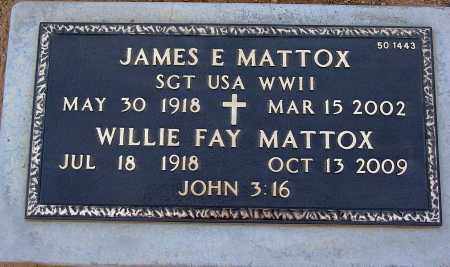 50 1443
JAMES E MATTOX
SGT USA WWII
MAY 30 1918 MAR 15 2002
WILLIE FAY MATTOX
JUL 18 1918 OCT 13 2009
JOHN 3:16